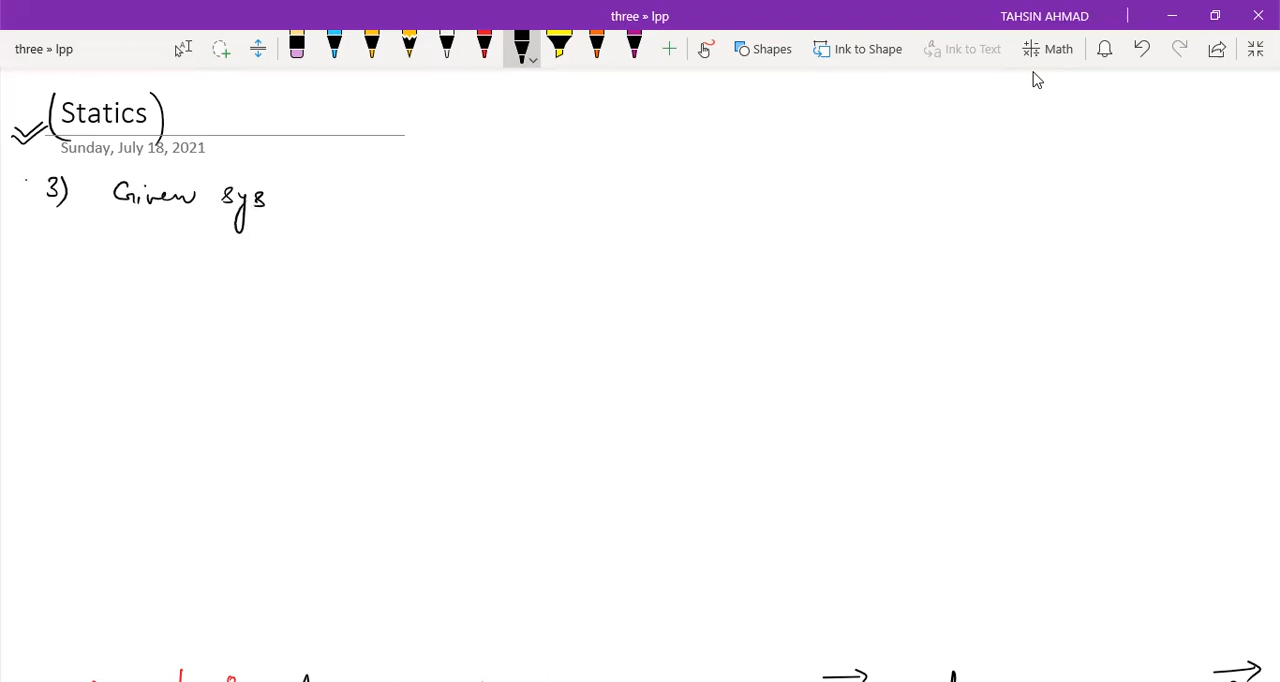 three » lpp
TAHSIN AHMAD
three » lpp
Shapes
Ink to Shape
Ink to Text
Math
(Statics)
Sunday, July 18, 2021
3) Given sys